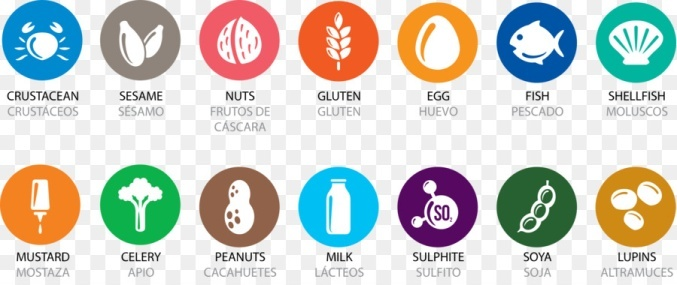 CRUSTACEAN SESAME NUTS GLUTEN EGG FISH SHELLFISH
CRUSTÁCEOS SÉSAMO FRUTOS DE CÁSCARA GLUTEN HUEVO PESCADO MOLUSCOS
SO₂
MUSTARD CELERY PEANUTS MILK SULPHITE SOYA LUPINS
MOSTAZA APIO CACAHUETES LÁCTEOS SULFITO SOJA ALTRAMUCES